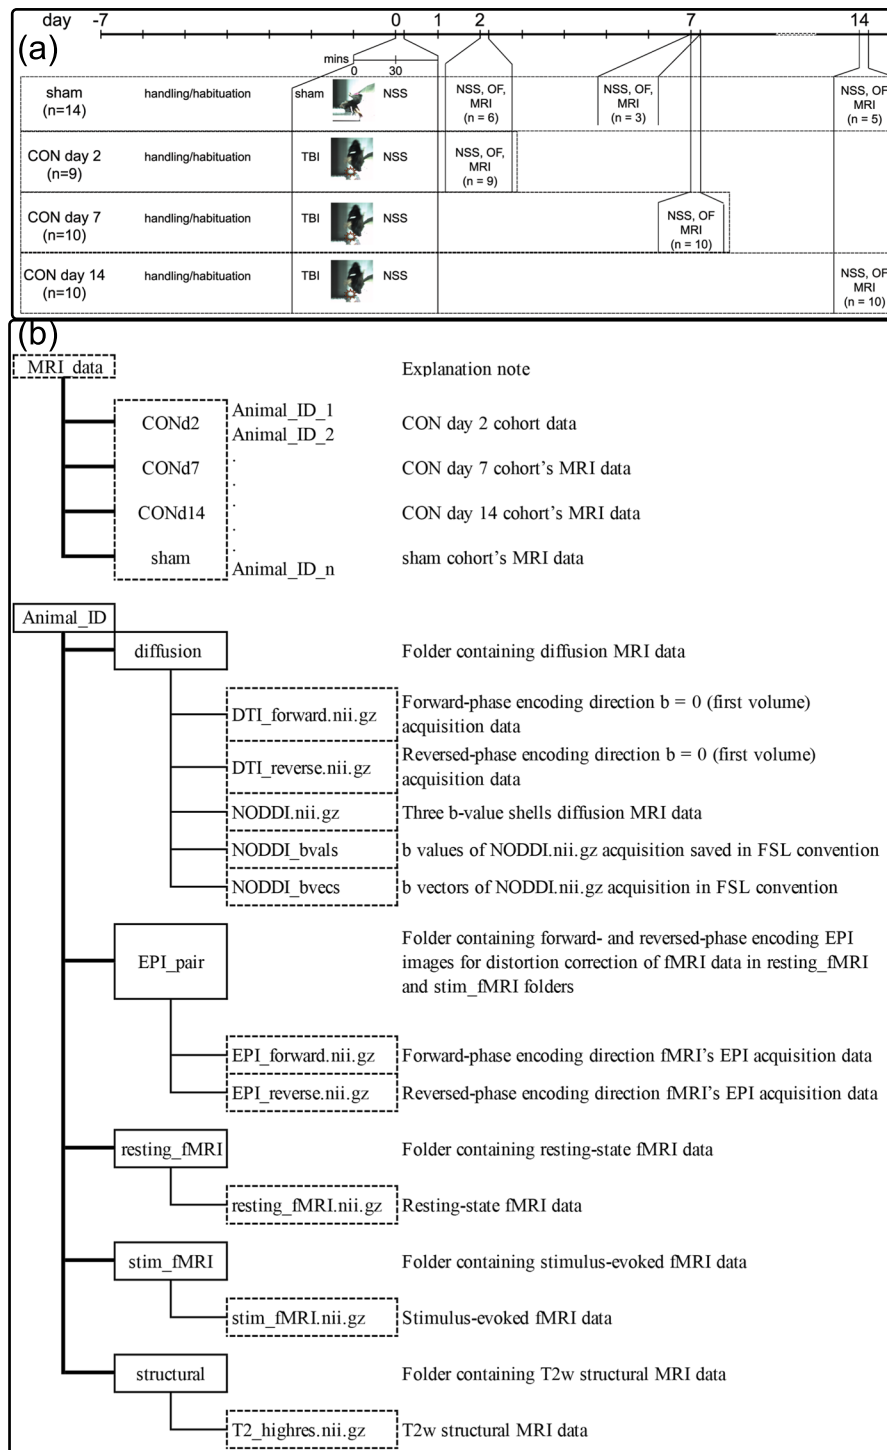 day -7 0 1 2 7 14
(a)
mins
0 30
sham
(n=14)
handling/habituation
sham
NSS
NSS, OF,
MRI
(n = 6)
NSS, OF,
MRI
(n = 3)
NSS, OF,
MRI
(n = 5)
CON day 2
(n=9)
handling/habituation
TBI
NSS
NSS, OF,
MRI
(n = 9)
CON day 7
(n=10)
handling/habituation
TBI
NSS
NSS, OF
MRI
(n = 10)
CON day 14
(n=10)
handling/habituation
TBI
NSS
NSS, OF,
MRI
(n = 10)
(b)
MRI_data
Explanation note
CONd2
Animal_ID_1
Animal_ID_2
CON day 2 cohort data
CONd7
.
.
CON day 7 cohort's MRI data
CONd14
.
.
CON day 14 cohort's MRI data
sham
.
Animal_ID_n
sham cohort's MRI data
Animal_ID
diffusion
Folder containing diffusion MRI data
DTI_forward.nii.gz
Forward-phase encoding direction b = 0 (first volume)
acquisition data
DTI_reverse.nii.gz
Reversed-phase encoding direction b = 0 (first volume)
acquisition data
NODDI.nii.gz
Three b-value shells diffusion MRI data
NODDI_bvals
b values of NODDI.nii.gz acquisition saved in FSL convention
NODDI_bvecs
b vectors of NODDI.nii.gz acquisition in FSL convention
EPI_pair
Folder containing forward- and reversed-phase encoding EPI
images for distortion correction of fMRI data in resting_fMRI
and stim_fMRI folders
EPI_forward.nii.gz
Forward-phase encoding direction fMRI's EPI acquisition data
EPI_reverse.nii.gz
Reversed-phase encoding direction fMRI's EPI acquisition data
resting_fMRI
Folder containing resting-state fMRI data
resting_fMRI.nii.gz
Resting-state fMRI data
stim_fMRI
Folder containing stimulus-evoked fMRI data
stim_fMRI.nii.gz
Stimulus-evoked fMRI data
structural
Folder containing T2w structural MRI data
T2_highres.nii.gz
T2w structural MRI data